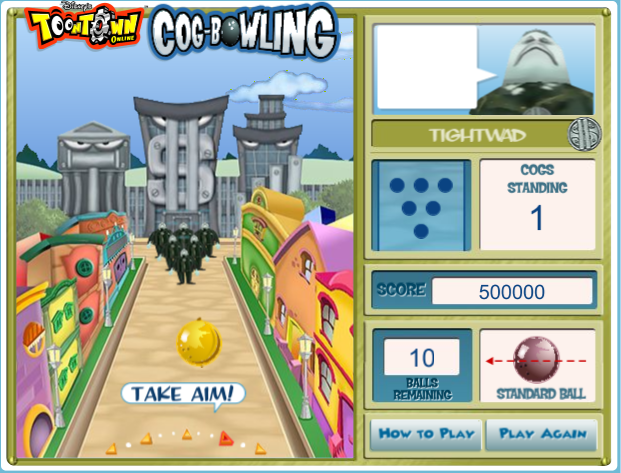 Disney's
TOONTOWN
ONLINE
COG-BOWLING
TIGHTWAD
COGS
STANDING
1
SCORE
500000
10
BALLS
REMAINING
STANDARD BALL
TAKE AIM!
HOW TO PLAY
PLAY AGAIN